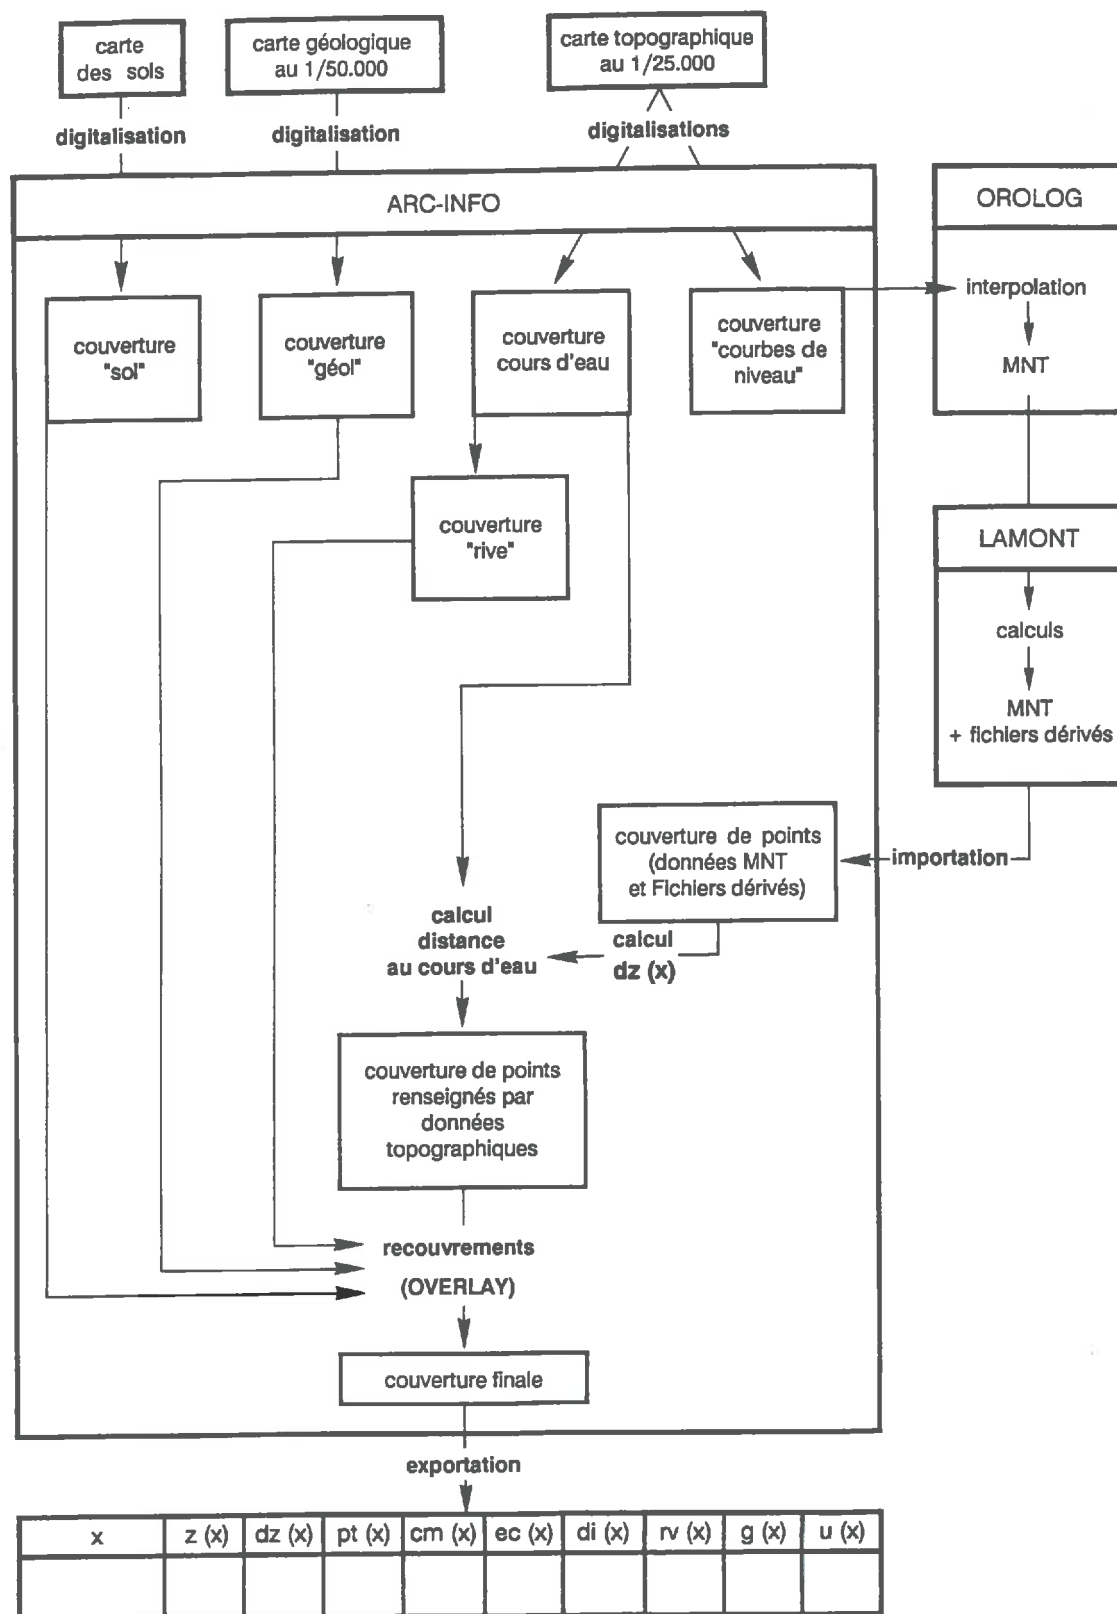 carte
des sols
carte géologique
au 1/50.000
carte topographique
au 1/25.000
digitalisation
digitalisation
digitalisations
ARC-INFO
OROLOG
couverture
"sol"
couverture
"géol"
couverture
cours d'eau
couverture
"courbes de
niveau"
interpolation
MNT
couverture
"rive"
LAMONT
calculs
MNT
+ fichiers dérivés
couverture de points
(données MNT
et Fichiers dérivés)
importation
calcul
distance
au cours d'eau
calcul
dz (x)
couverture de points
renseignés par
données
topographiques
recouvrements
(OVERLAY)
couverture finale
exportation
x z (x) dz (x) pt (x) cm (x) ec (x) di (x) rv (x) g (x) u (x)